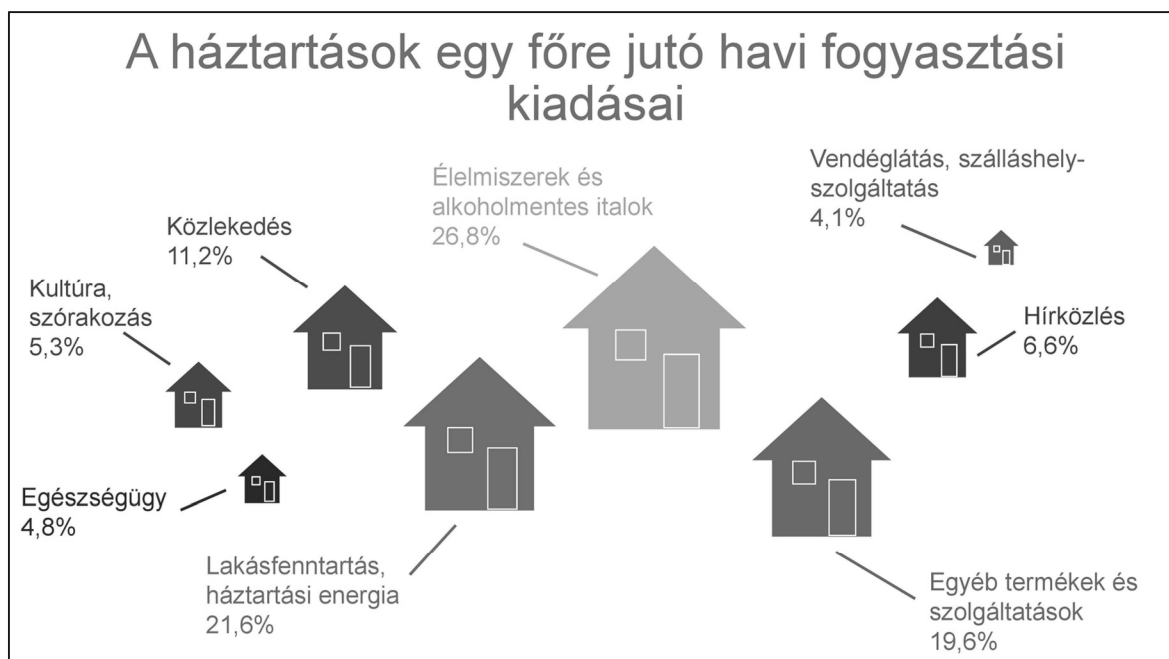 A háztartások egy főre jutó havi fogyasztási
kiadásai
Élelmiszerek és
alkoholmentes italok
26,8%
Vendéglátás, szálláshely-
szolgáltatás
4,1%
Közlekedés
11,2%
Kultúra,
szórakozás
5,3%
Hírközlés
6,6%
Egészségügy
4,8%
Lakásfenntartás,
háztartási energia
21,6%
Egyéb termékek és
szolgáltatások
19,6%